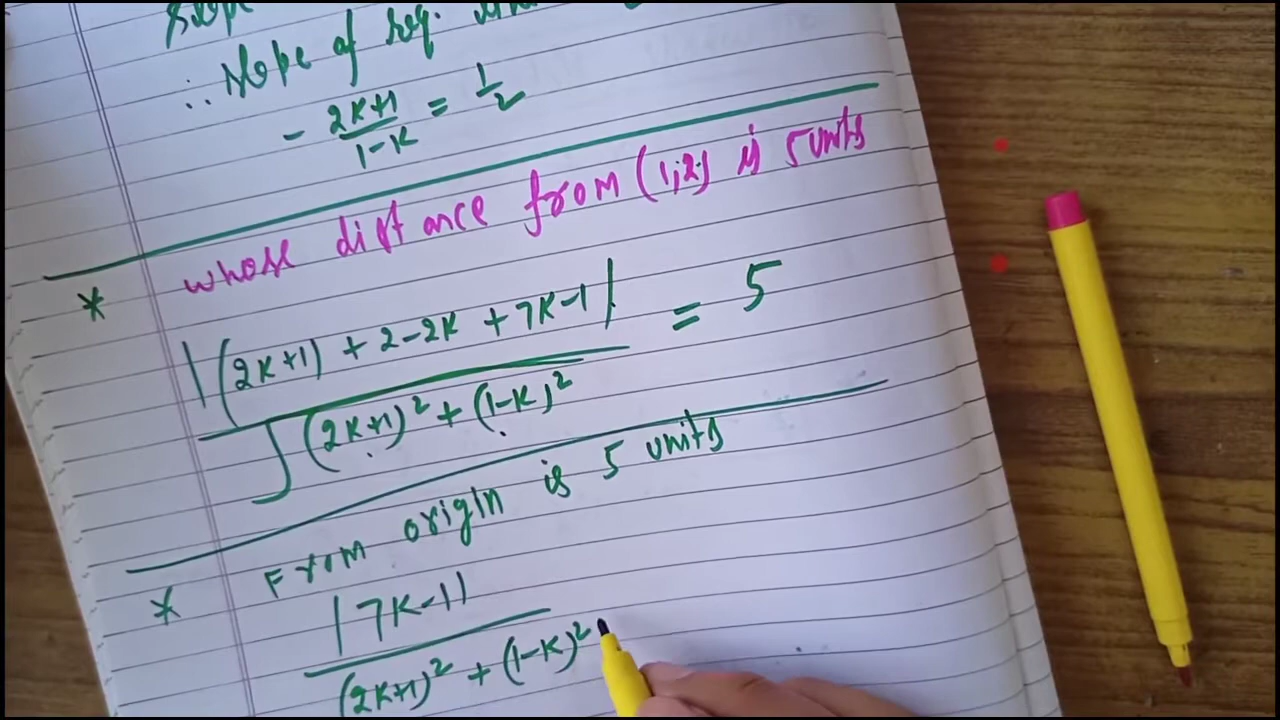 slope
∴ slope of req.
- 2K+1 / 1-K = 1/2
whose distance from (1,2) is 5 units
* |(2K+1) + 2-2K + 7K-1| / √(2K+1)² + (1-K)² = 5
* From origin is 5 units
|7K-1| / (2K+1)² + (1-K)²